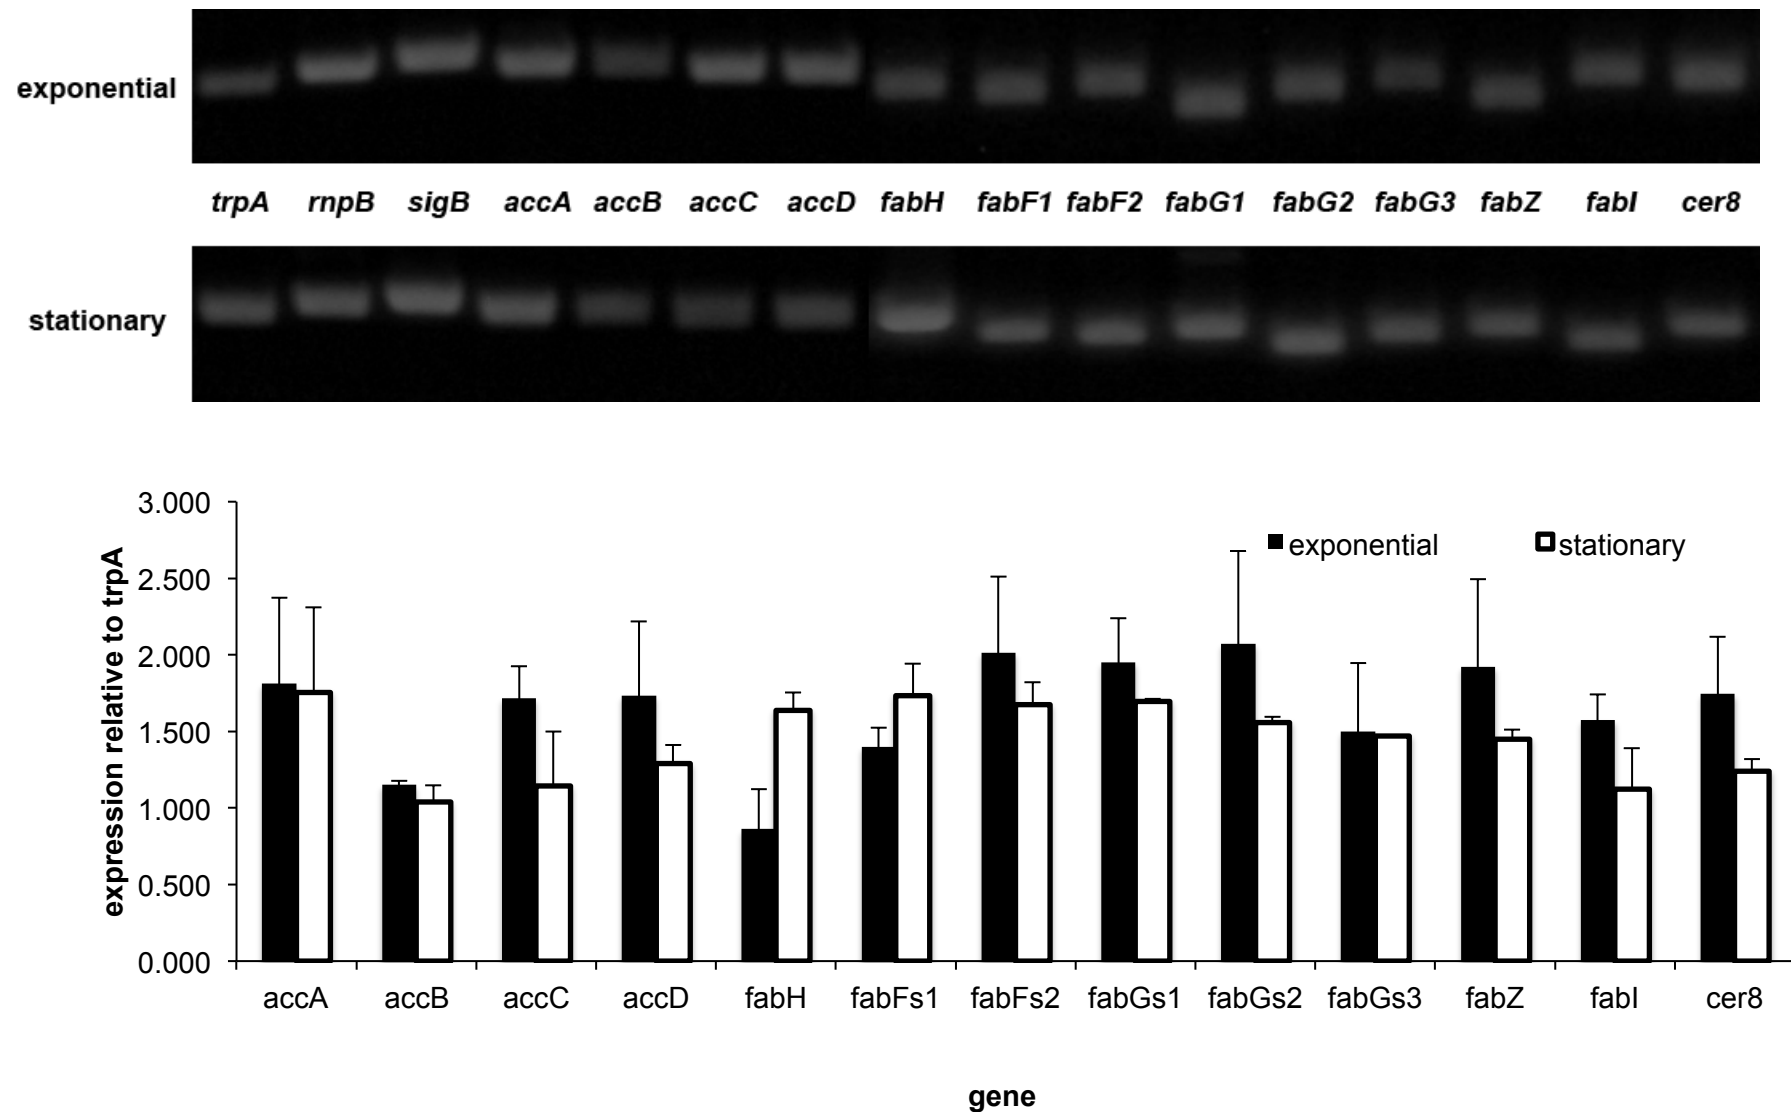 exponential
trpA rnpB sigB accA accB accC accD fabH fabF1 fabF2 fabG1 fabG2 fabG3 fabZ fabI cer8
stationary
expression relative to trpA
3.000
2.500
2.000
1.500
1.000
0.500
0.000
exponential stationary
accA accB accC accD fabH fabFs1 fabFs2 fabGs1 fabGs2 fabGs3 fabZ fabI cer8
gene